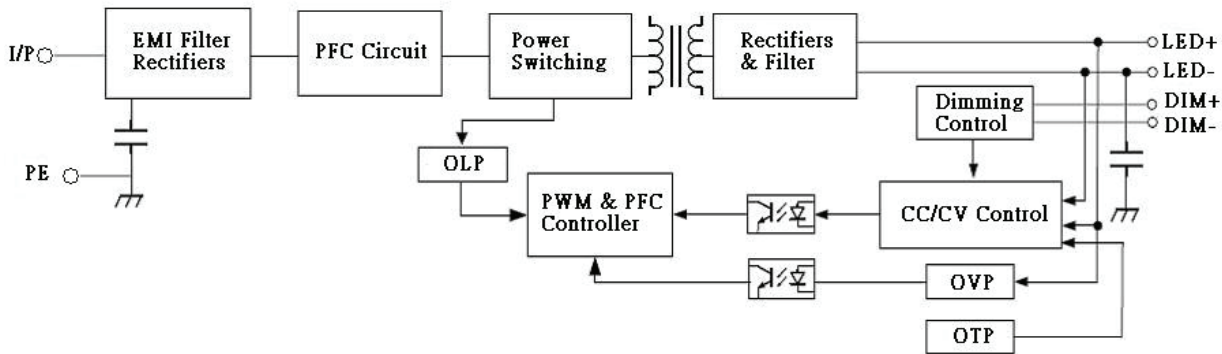 I/P
EMI Filter
Rectifiers
PFC Circuit
Power
Switching
Rectifiers
& Filter
LED+
LED-
Dimming
Control
DIM+
DIM-
PE
OLP
PWM & PFC
Controller
CC/CV Control
OVP
OTP